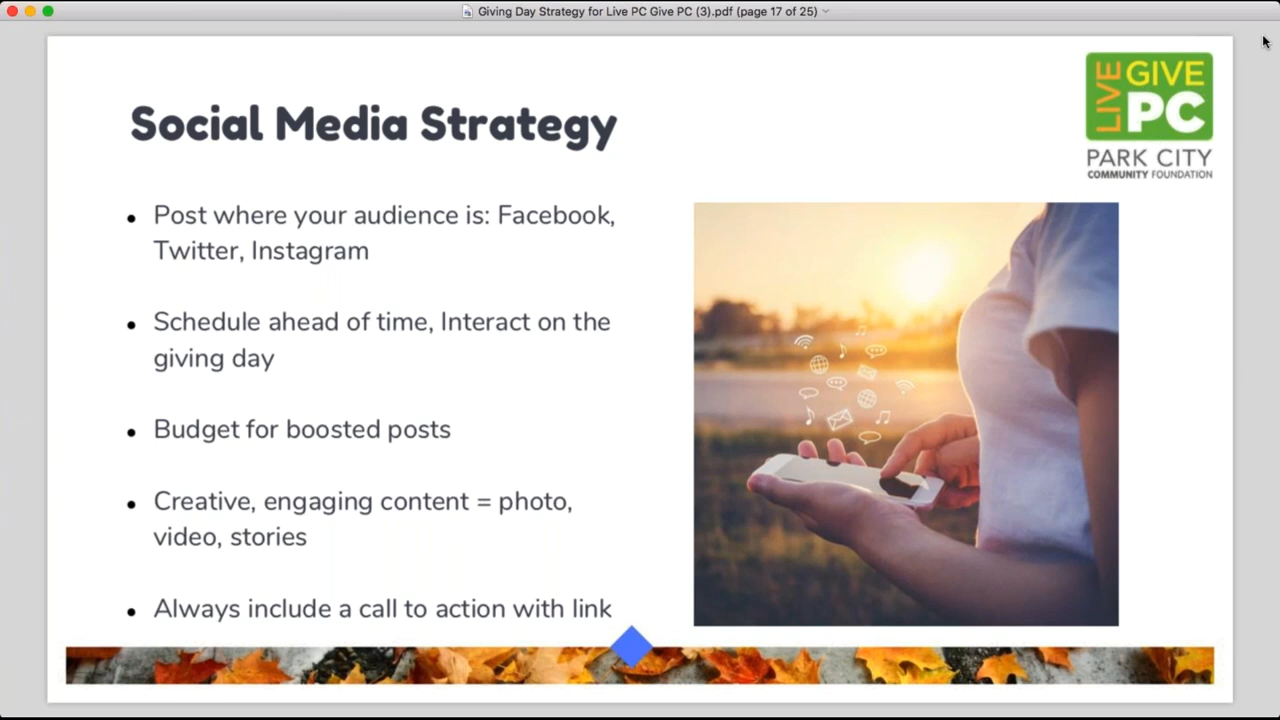 Giving Day Strategy for Live PC Give PC (3).pdf (page 17 of 25)
LIVE
GIVE
PC
PARK CITY
COMMUNITY FOUNDATION
Social Media Strategy
• Post where your audience is: Facebook,
Twitter, Instagram
• Schedule ahead of time, Interact on the
giving day
• Budget for boosted posts
• Creative, engaging content = photo,
video, stories
• Always include a call to action with link